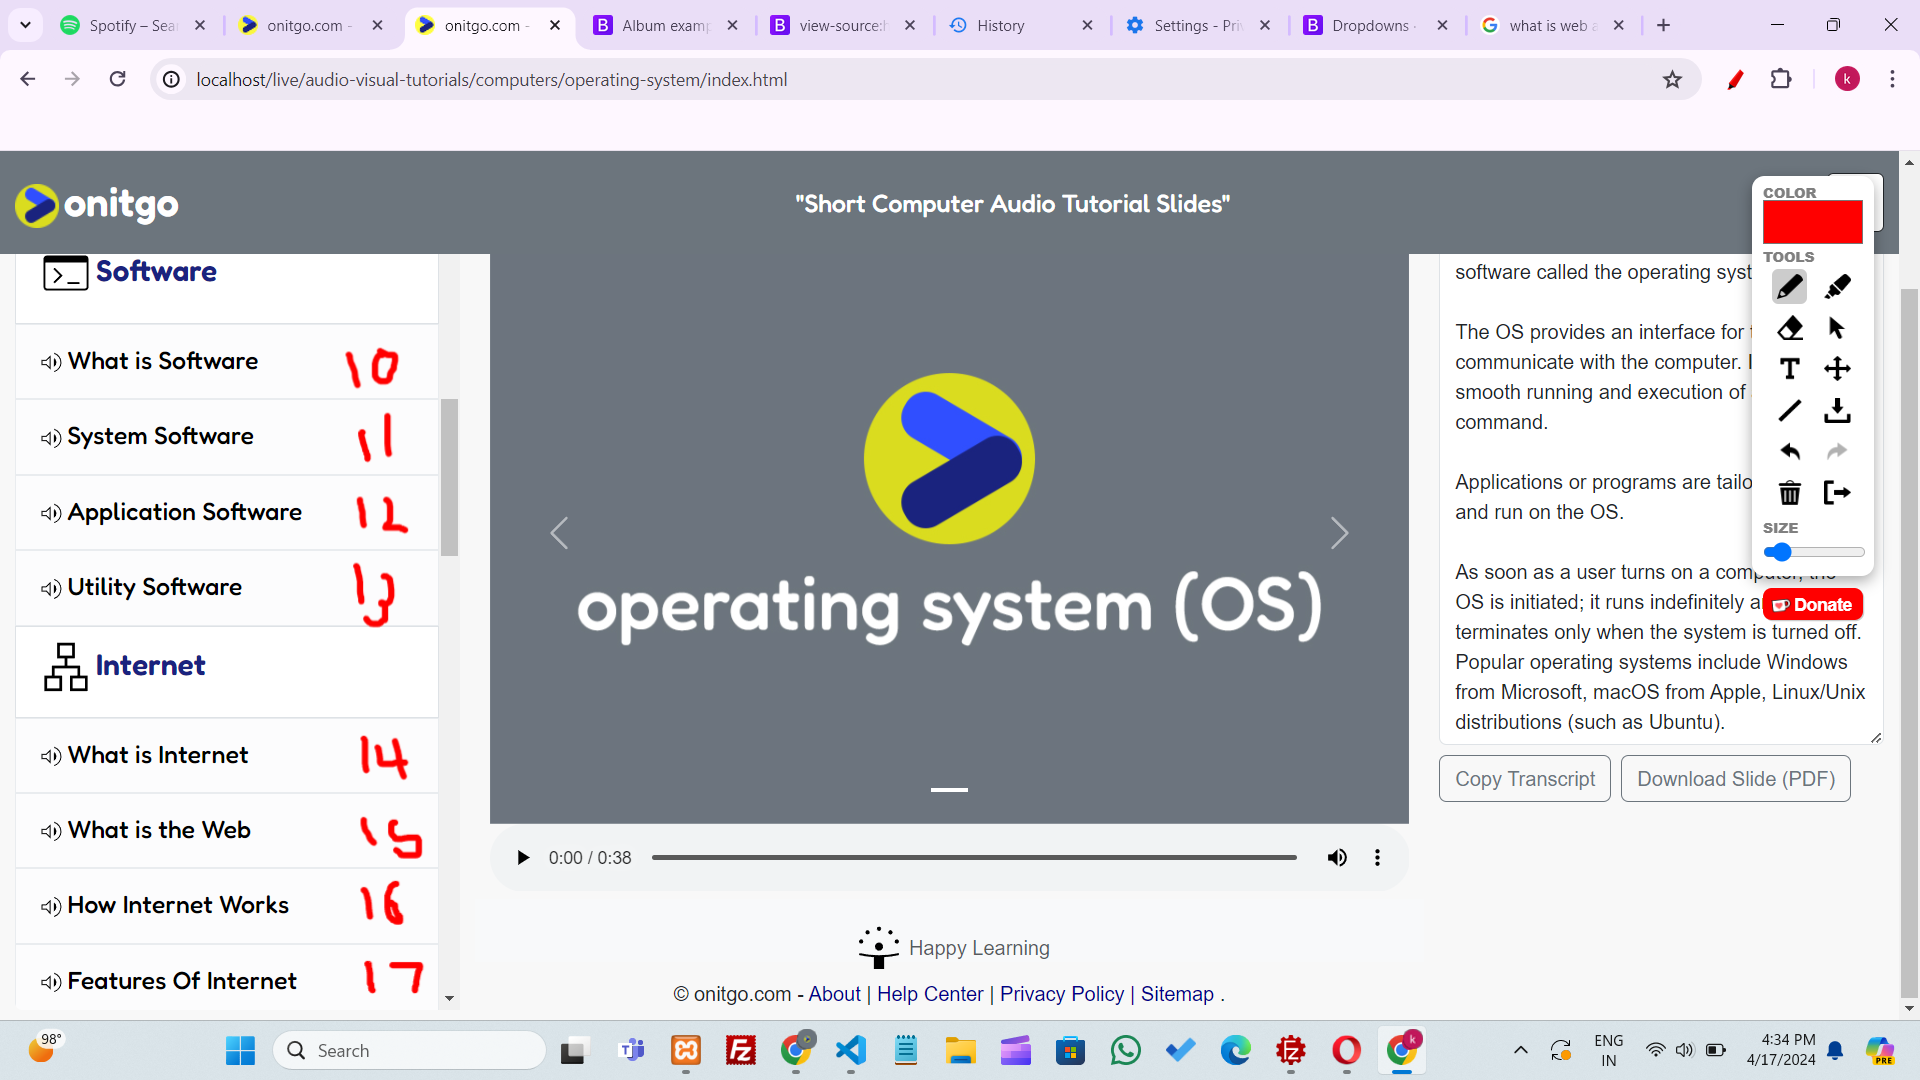 Spotify – Sear
onitgo.com -
onitgo.com -
Album examp
view-source:h
History
Settings - Priv
Dropdowns ·
what is web a
localhost/live/audio-visual-tutorials/computers/operating-system/index.html
k
onitgo
"Short Computer Audio Tutorial Slides"
Software
What is Software 10
System Software 11
Application Software 12
Utility Software 13
Internet
What is Internet 14
What is the Web 15
How Internet Works 16
Features Of Internet 17
operating system (OS)
0:00 / 0:38
software called the operating syst
The OS provides an interface for
communicate with the computer.
smooth running and execution of
command.
Applications or programs are tailo
and run on the OS.
As soon as a user turns on a computer, the
OS is initiated; it runs indefinitely a
terminates only when the system is turned off.
Popular operating systems include Windows
from Microsoft, macOS from Apple, Linux/Unix
distributions (such as Ubuntu).
Copy Transcript
Download Slide (PDF)
COLOR
TOOLS
SIZE
Donate
Happy Learning
© onitgo.com - About | Help Center | Privacy Policy | Sitemap .
98°
Search
ENG
IN
4:34 PM
4/17/2024
PRE